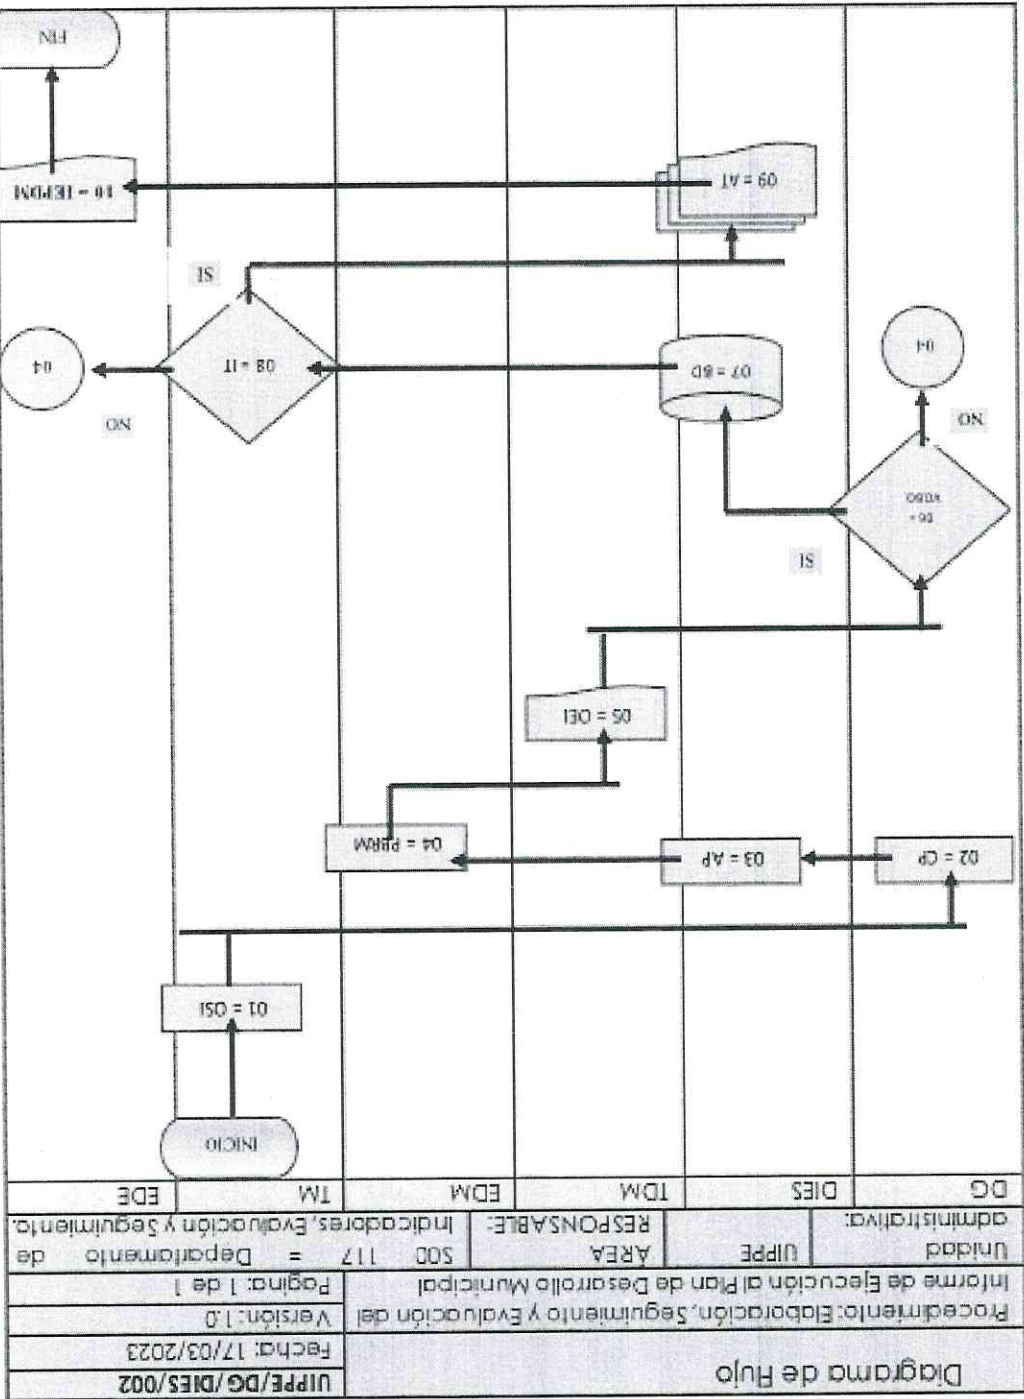 Diagrama de Flujo
UIPPE/DG/DIES/002
Fecha: 17/03/2023
Procedimiento: Elaboración, Seguimiento y Evaluación del
Informe de Ejecución al Plan de Desarrollo Municipal
Versión: 1.0
Pagina: 1 de 1
Unidad
administrativa:
UIPPE
ÁREA
RESPONSABLE:
SOC 117 = Departamento de
Indicadores, Evaluación y Seguimiento.
DG
DIES
TDM
EDM
TM
EDE
INICIO
01 = OSI
02 = CP
03 = AP
04 = PBRM
05 = OEI
06 =
VOBO
SI
NO
04
07 = BD
08 = IT
NO
04
SI
09 = AT
10 = IEPDM
FIN